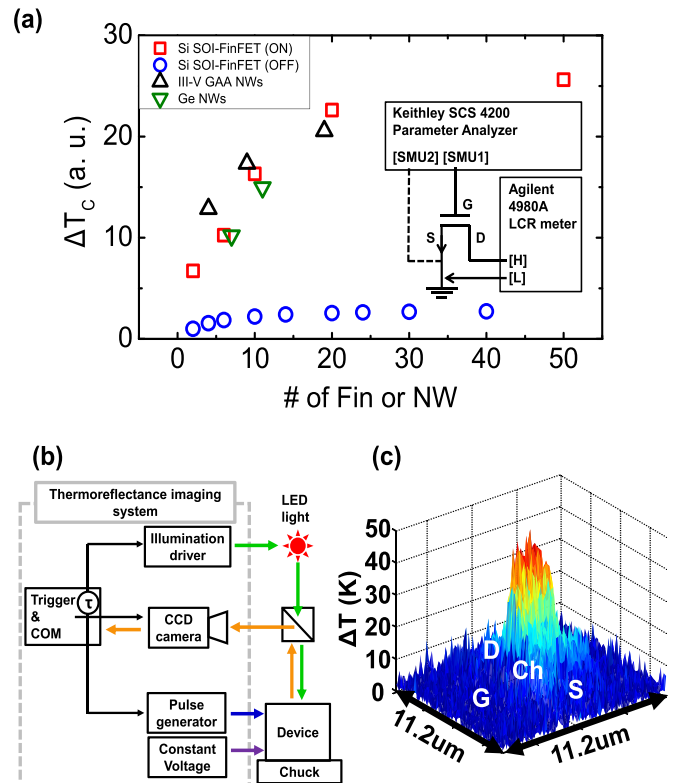 (a)
30
20
10
0
ΔT_C (a. u.)
Si SOI-FinFET (ON)
Si SOI-FinFET (OFF)
III-V GAA NWs
Ge NWs
Keithley SCS 4200
Parameter Analyzer
[SMU2] [SMU1]
G
S
D
Agilent
4980A
LCR meter
[H]
[L]
0 10 20 30 40 50
# of Fin or NW
(b)
Thermoreflectance imaging
system
LED
light
Illumination
driver
Trigger
&
COM
τ
CCD
camera
Pulse
generator
Constant
Voltage
Device
Chuck
(c)
50
40
30
20
10
0
ΔT (K)
D
Ch
G
S
11.2um
11.2um